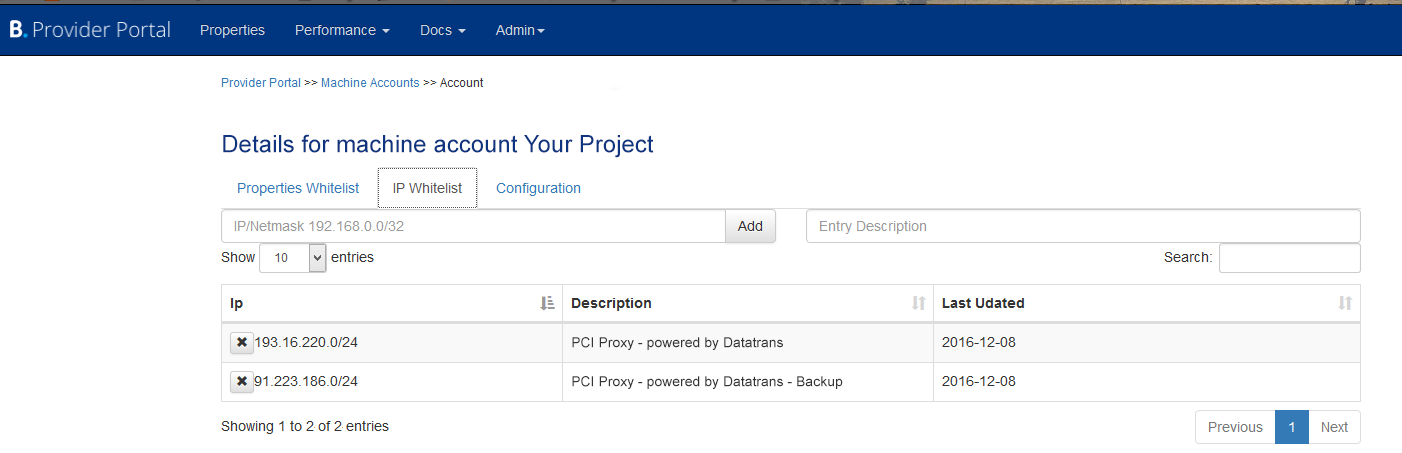 B. Provider Portal Properties Performance Docs Admin
Provider Portal >> Machine Accounts >> Account
Details for machine account Your Project
Properties Whitelist IP Whitelist Configuration
IP/Netmask 192.168.0.0/32 Add Entry Description
Show 10 entries Search:
Ip Description Last Udated
✖ 193.16.220.0/24 PCI Proxy - powered by Datatrans 2016-12-08
✖ 91.223.186.0/24 PCI Proxy - powered by Datatrans - Backup 2016-12-08
Showing 1 to 2 of 2 entries Previous 1 Next